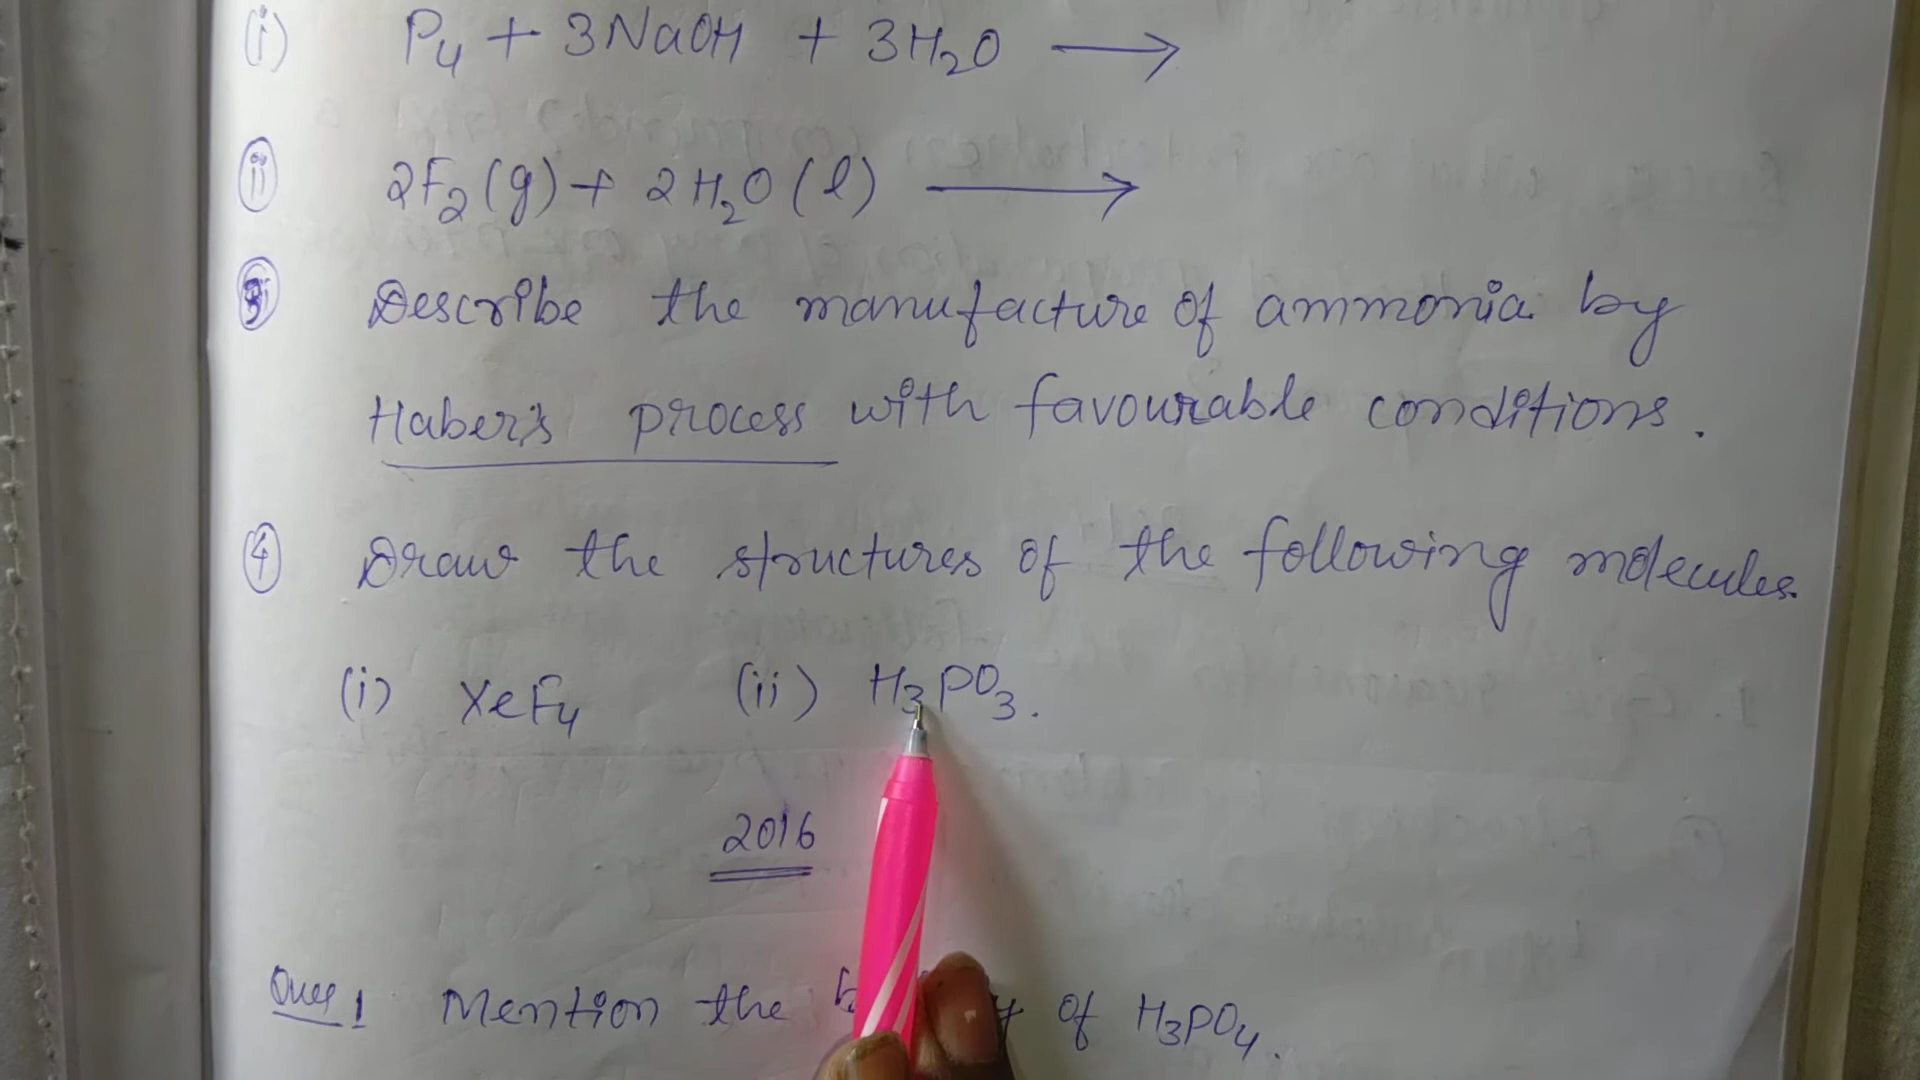 (i) P₄ + 3NaOH + 3H₂O ⟶
(ii) 2F₂(g) + 2H₂O(l) ⟶
3 Describe the manufacture of ammonia by
Haber's process with favourable conditions.
4 Draw the structures of the following molecules.
(i) XeF₄ (ii) H₃PO₃.
2016
Ques 1 Mention the of H₃PO₄.